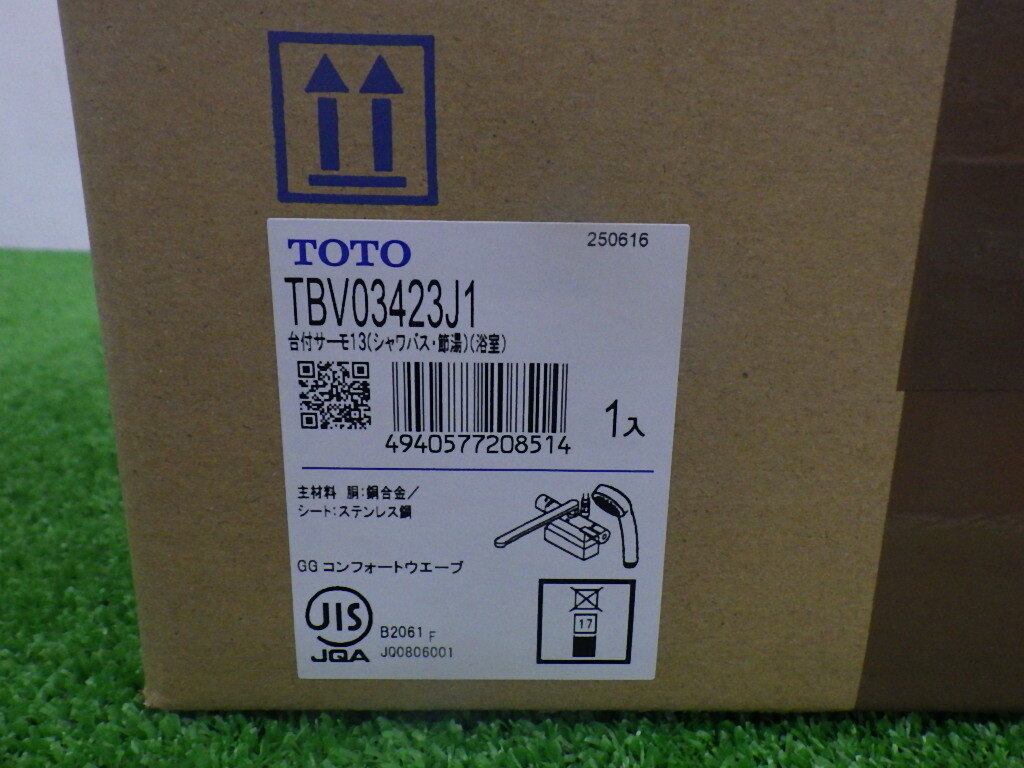 TOTO
250616
TBV03423J1
台付サーモ13(シャワバス・節湯)(浴室)
4940577208514
1入
主材料 胴:銅合金/
シート:ステンレス鋼
GG コンフォートウエーブ
JIS
JQA
B2061 F
JQ0806001
17